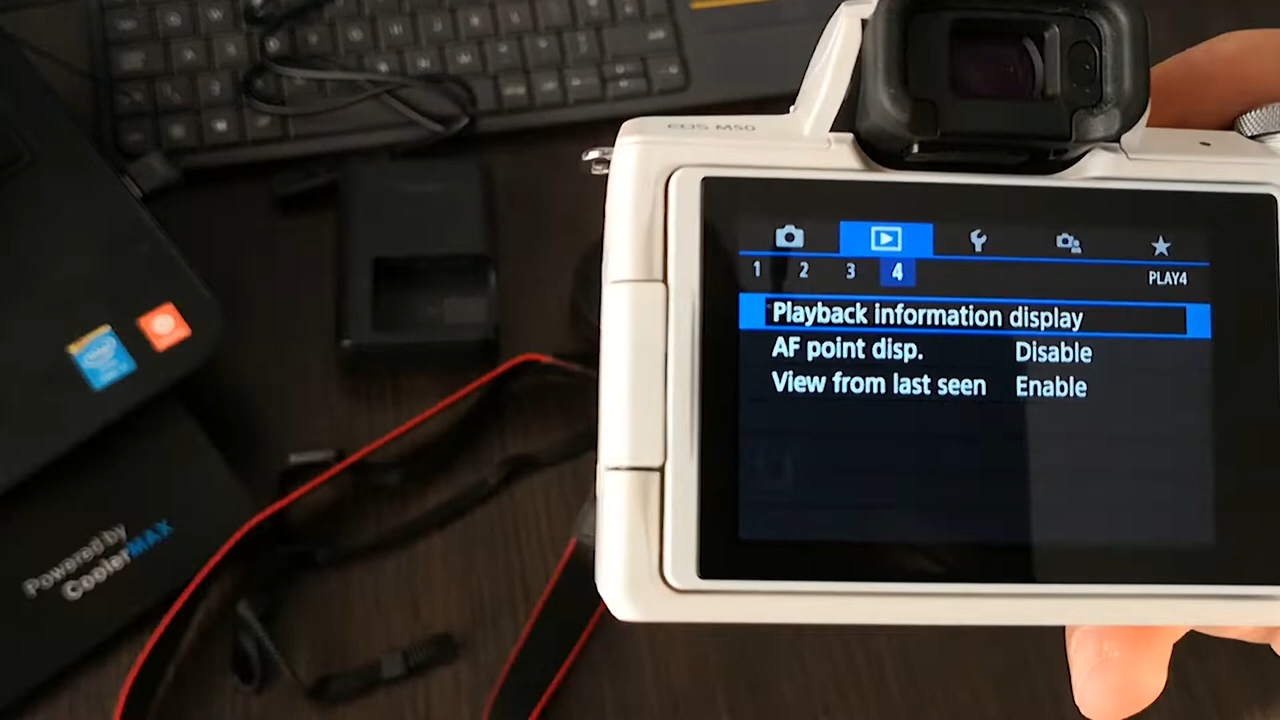 EOS M50
1 2 3 4 PLAY4
Playback information display
AF point disp. Disable
View from last seen Enable
intel
Powered by
CoolerMAX